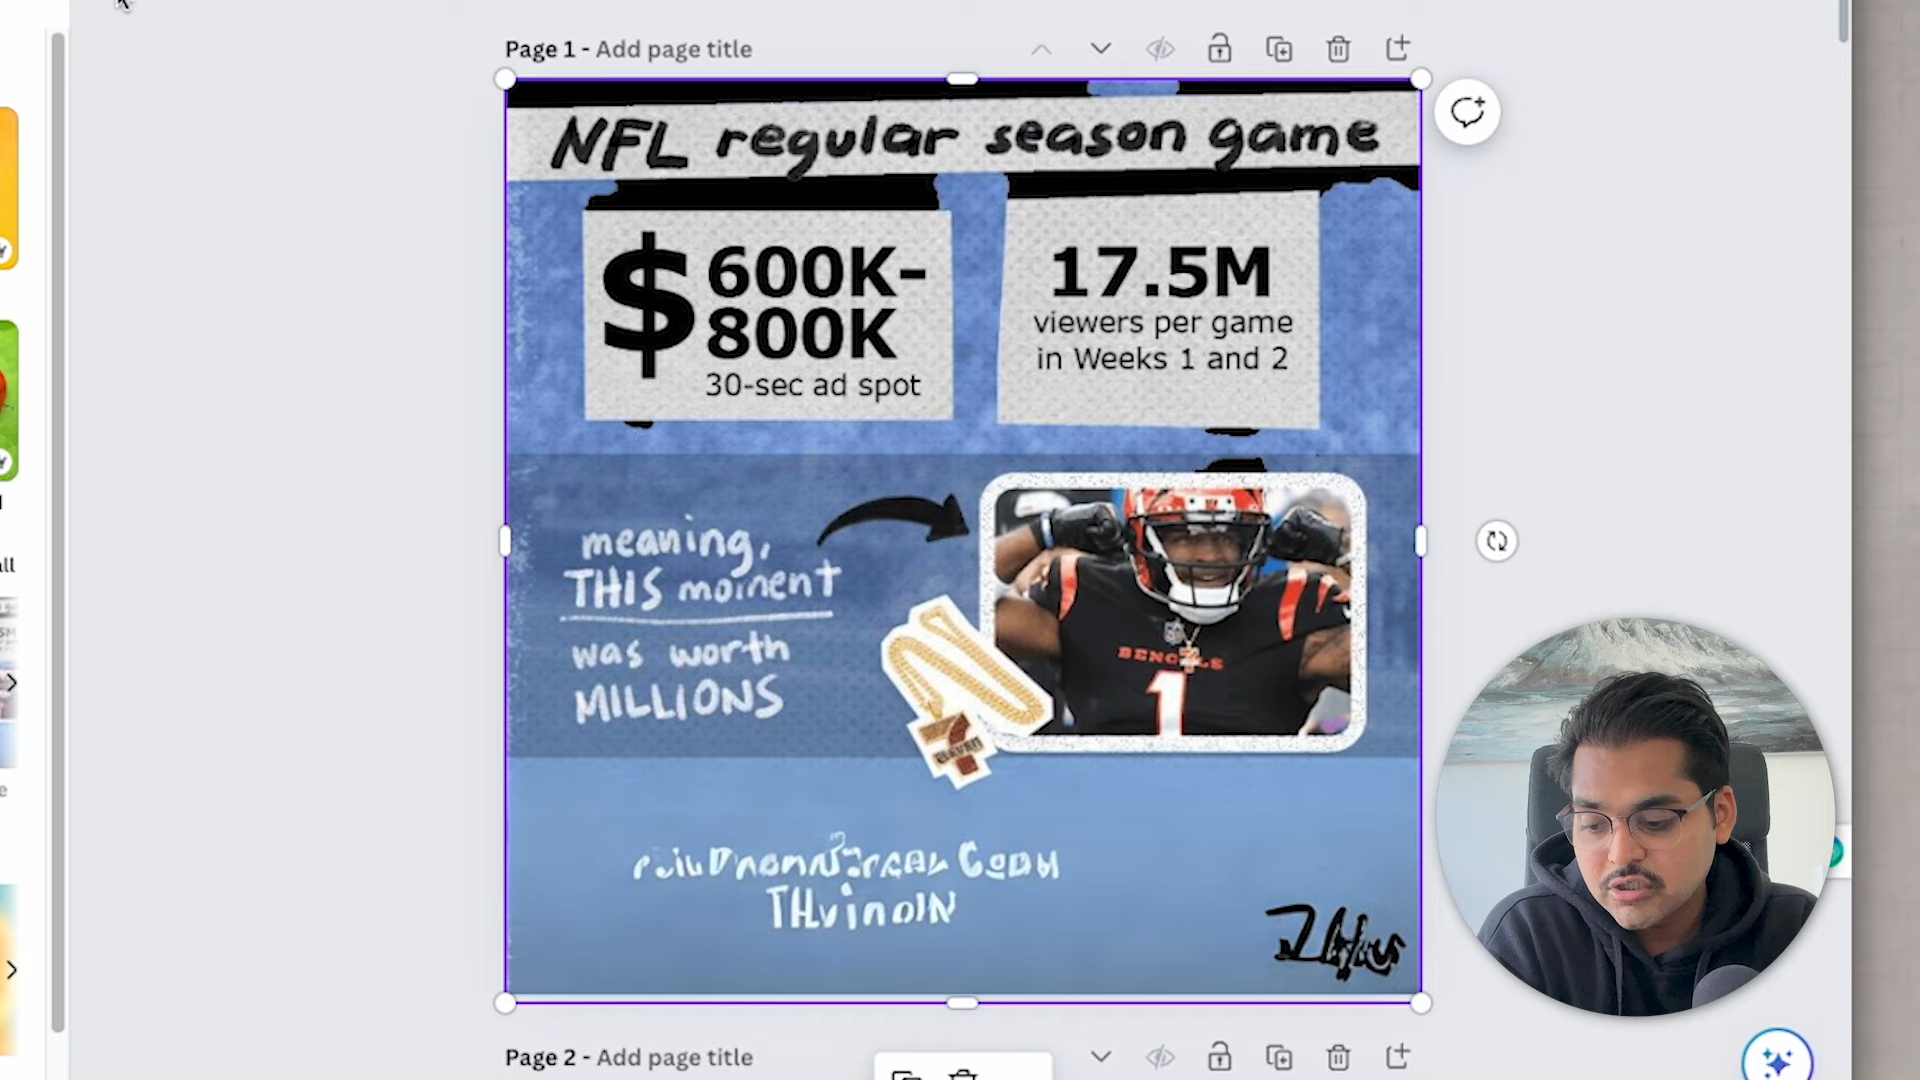 Page 1 - Add page title
NFL regular season game
$ 600K-
800K
30-sec ad spot
17.5M
viewers per game
in Weeks 1 and 2
meaning,
THIS moment
was worth
MILLIONS
BENGALS
1
7
ELEVEN
Page 2 - Add page title